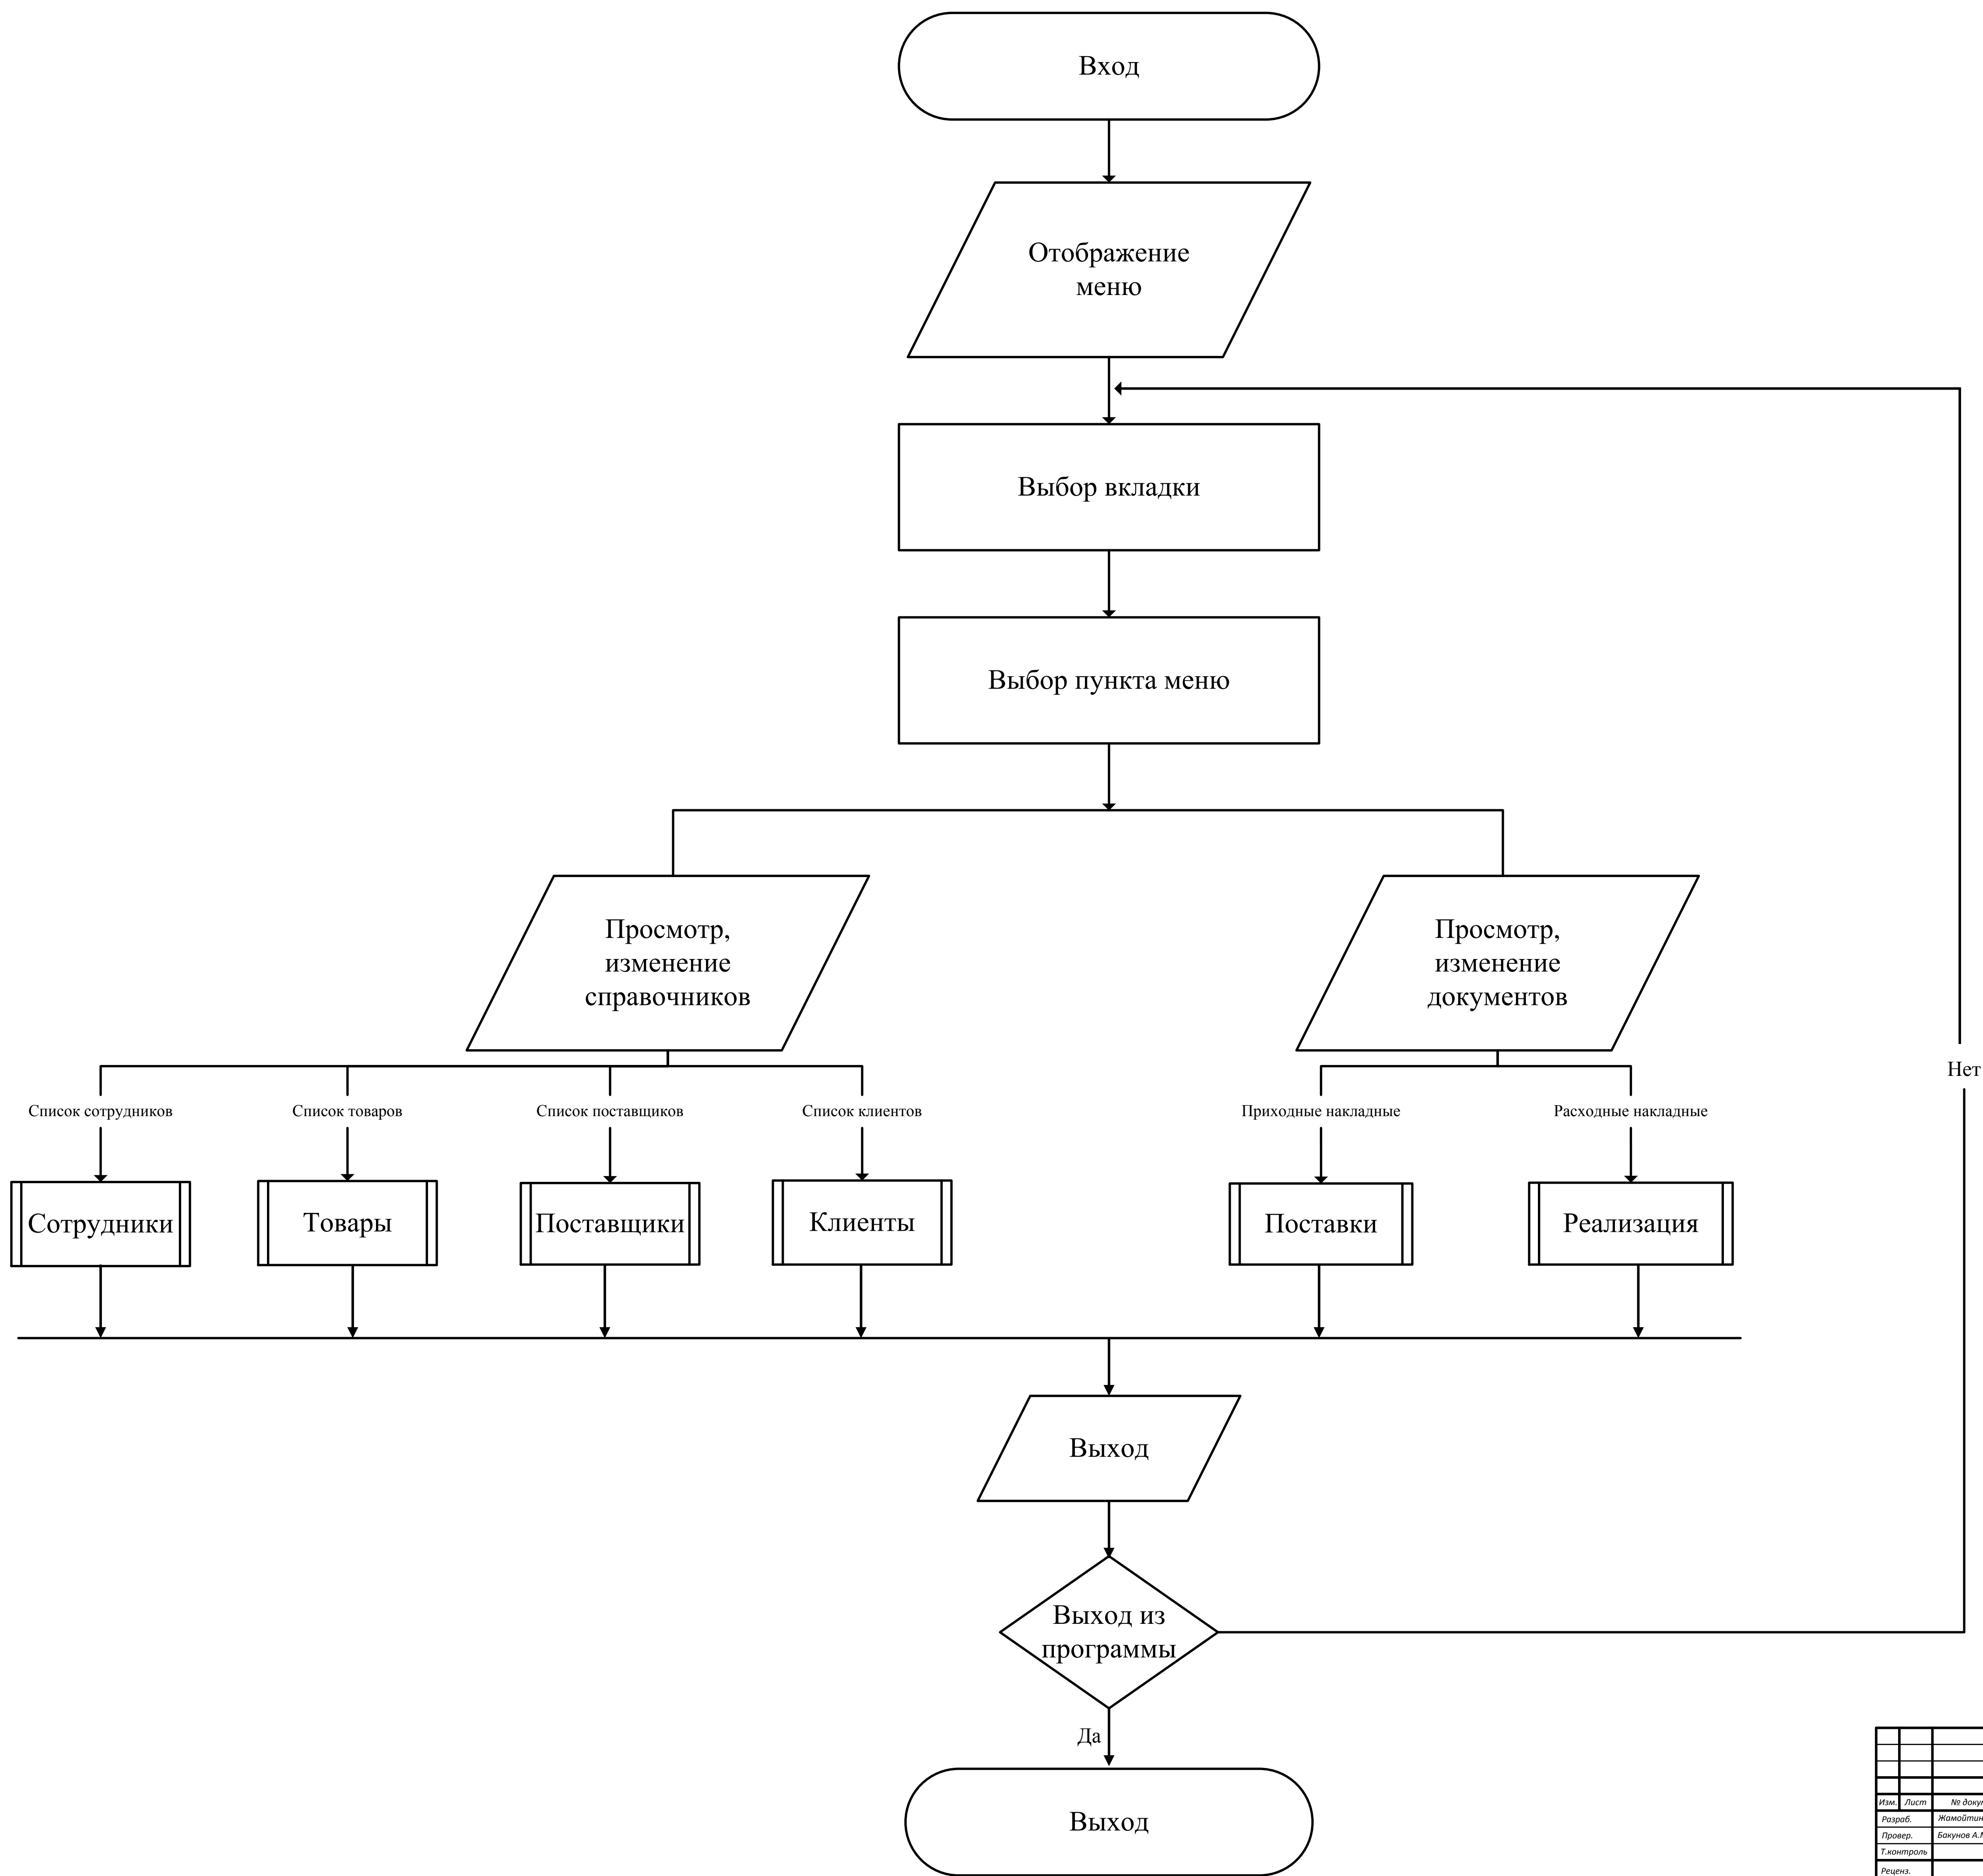 Вход
Отображение
меню
Выбор вкладки
Выбор пункта меню
Просмотр,
изменение
справочников
Просмотр,
изменение
документов
Нет
Список сотрудников
Список товаров
Список поставщиков
Список клиентов
Приходные накладные
Расходные накладные
Сотрудники
Товары
Поставщики
Клиенты
Поставки
Реализация
Выход
Выход из
программы
Да
Выход
Изм. Лист №
Разраб.
Провер. Бакунов
Т.контроль
Реценз.